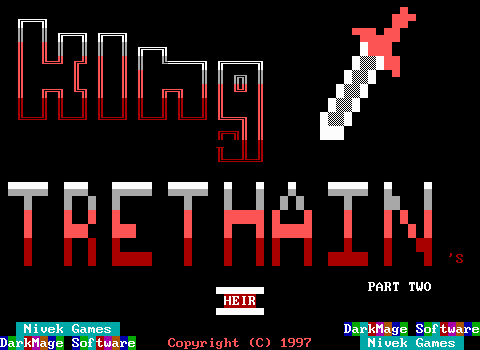 king
TRETHAIN
's
PART TWO
HEIR
Nivek Games
DarkMage Software
Copyright (C) 1997
DarkMage Software
Nivek Games